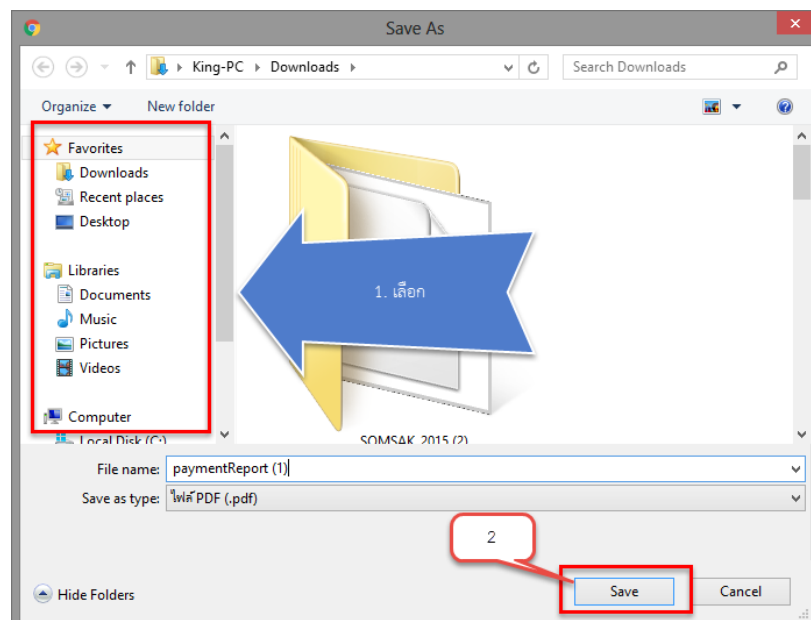 Save As
King-PC Downloads
Search Downloads
Organize New folder
Favorites
Downloads
Recent places
Desktop
Libraries
Documents
Music
Pictures
Videos
Computer
Local Disk (C:)
1. เลือก
SOMSAK 2015 (2)
File name: paymentReport (1)
Save as type: ไฟล์ PDF (.pdf)
2
Hide Folders
Save
Cancel